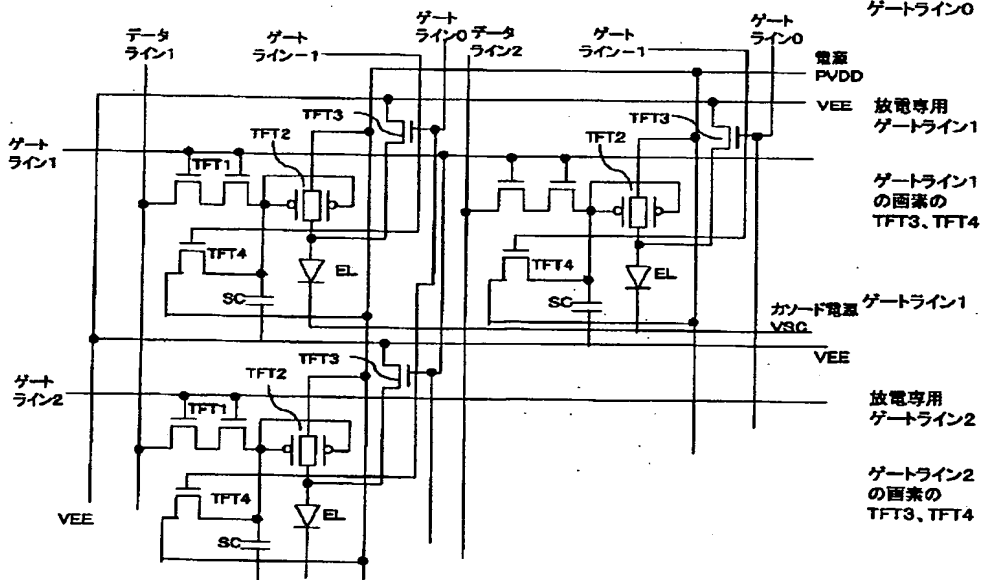 ゲートライン0
データ
ライン1
ゲート
ライン-1
ゲート
ライン0
データ
ライン2
ゲート
ライン-1
ゲート
ライン0
電源
PVDD
VEE
放電専用
ゲートライン1
TFT3
TFT2
TFT3
TFT2
ゲート
ライン1
TFT1
ゲートライン1
の画素の
TFT3、TFT4
TFT4
EL
SC
TFT4
EL
SC
カソード電源
VSC
ゲートライン1
VEE
TFT3
TFT2
ゲート
ライン2
TFT1
放電専用
ゲートライン2
TFT4
EL
SC
VEE
ゲートライン2
の画素の
TFT3、TFT4